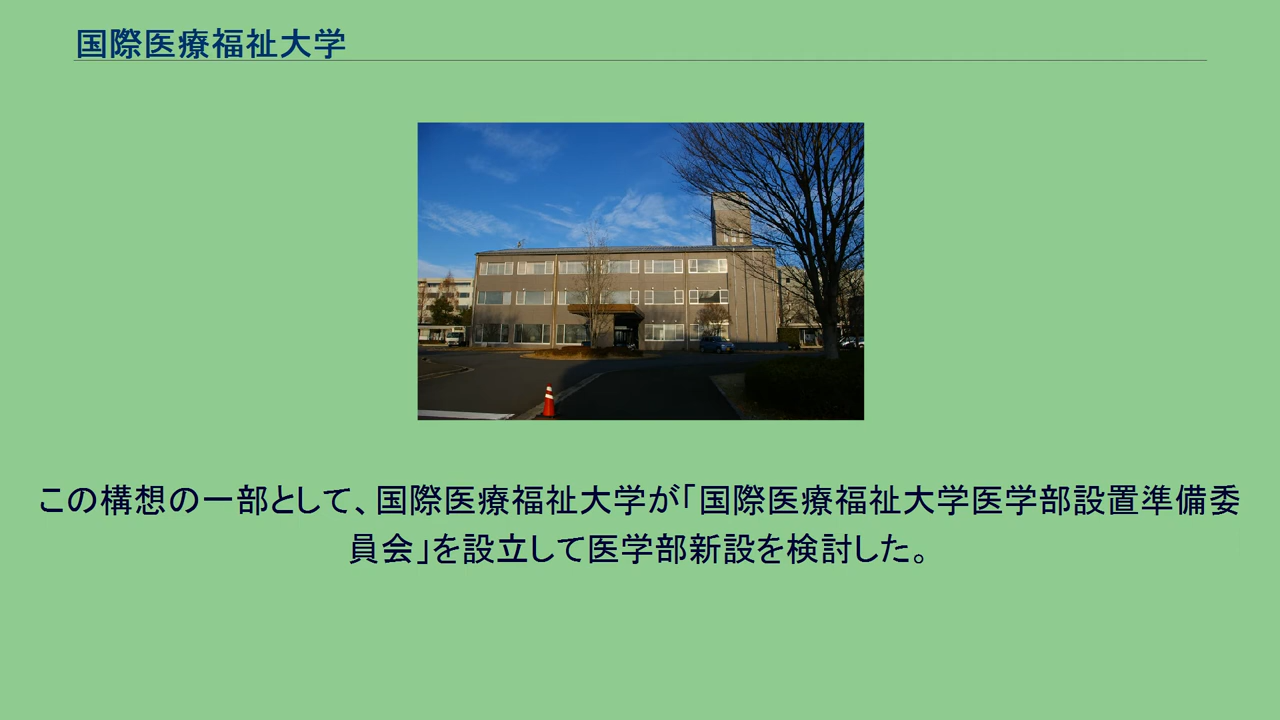 国際医療福祉大学
この構想の一部として、国際医療福祉大学が「国際医療福祉大学医学部設置準備委
員会」を設立して医学部新設を検討した。